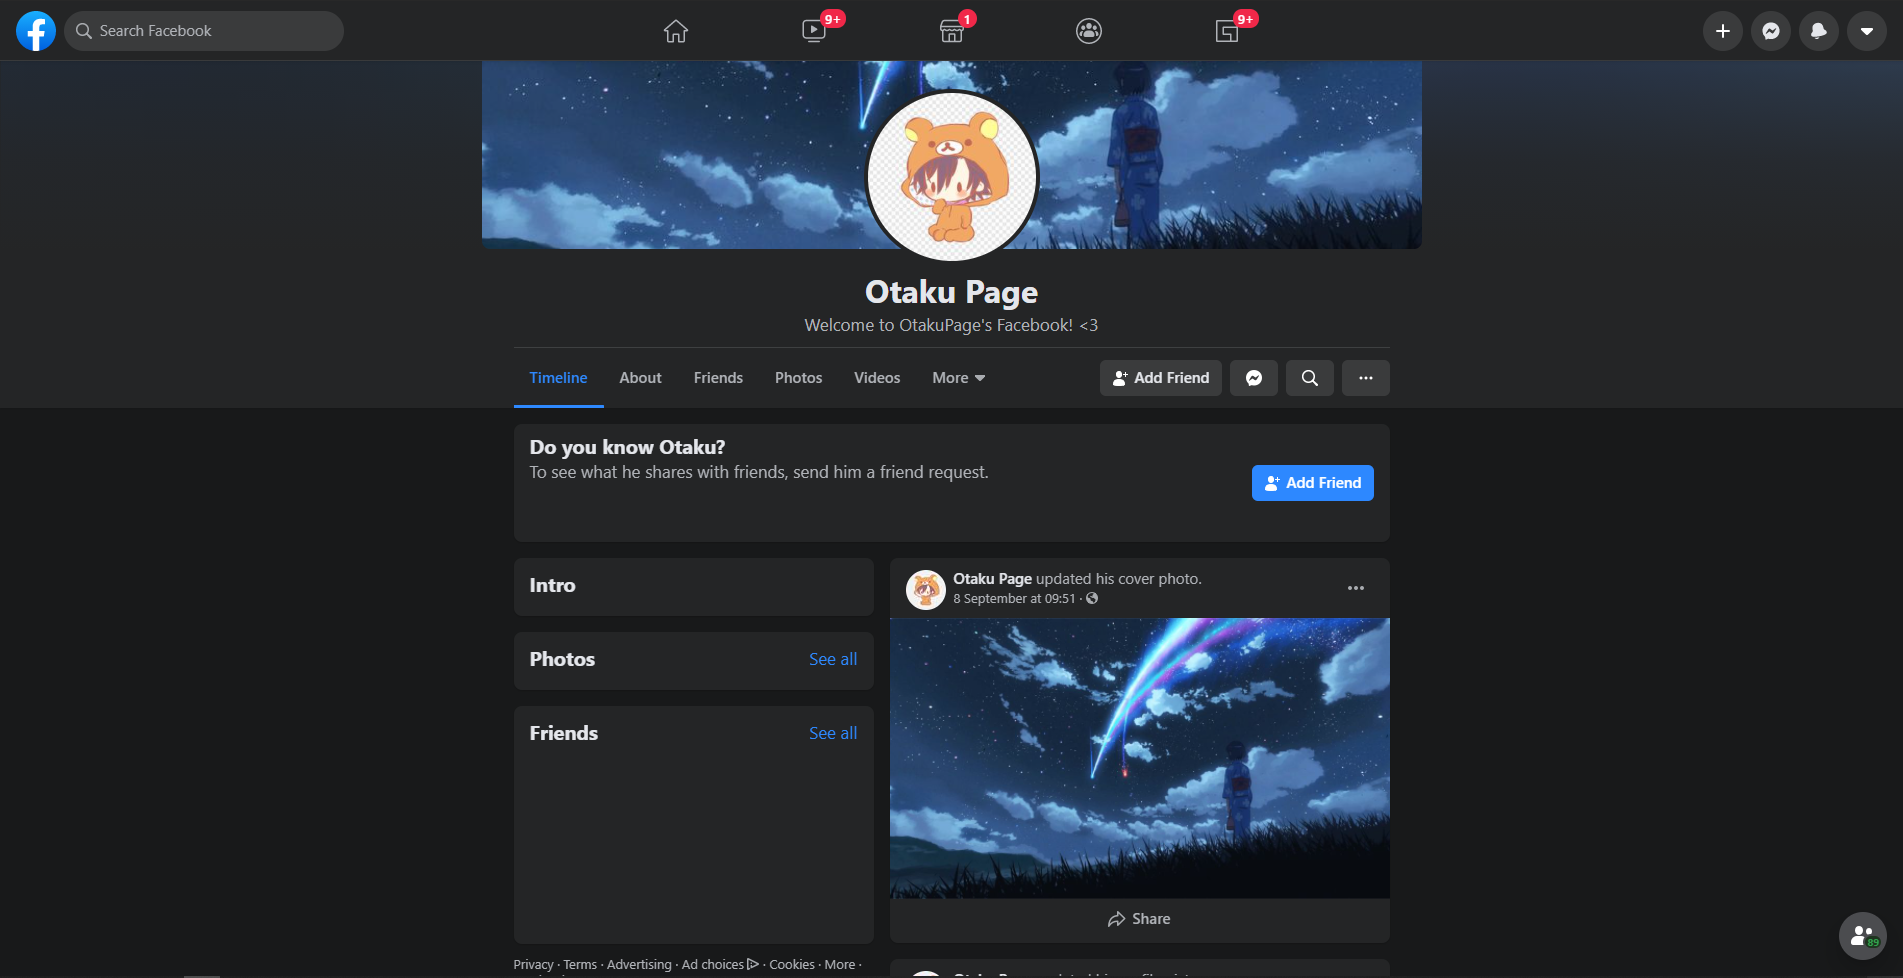 Search Facebook
9+
1
9+
Otaku Page
Welcome to OtakuPage's Facebook! <3
Timeline About Friends Photos Videos More
Add Friend
Do you know Otaku?
To see what he shares with friends, send him a friend request.
Add Friend
Intro
Photos See all
Friends See all
Privacy · Terms · Advertising · Ad choices · Cookies · More ·
Otaku Page updated his cover photo.
8 September at 09:51 ·
Share
89